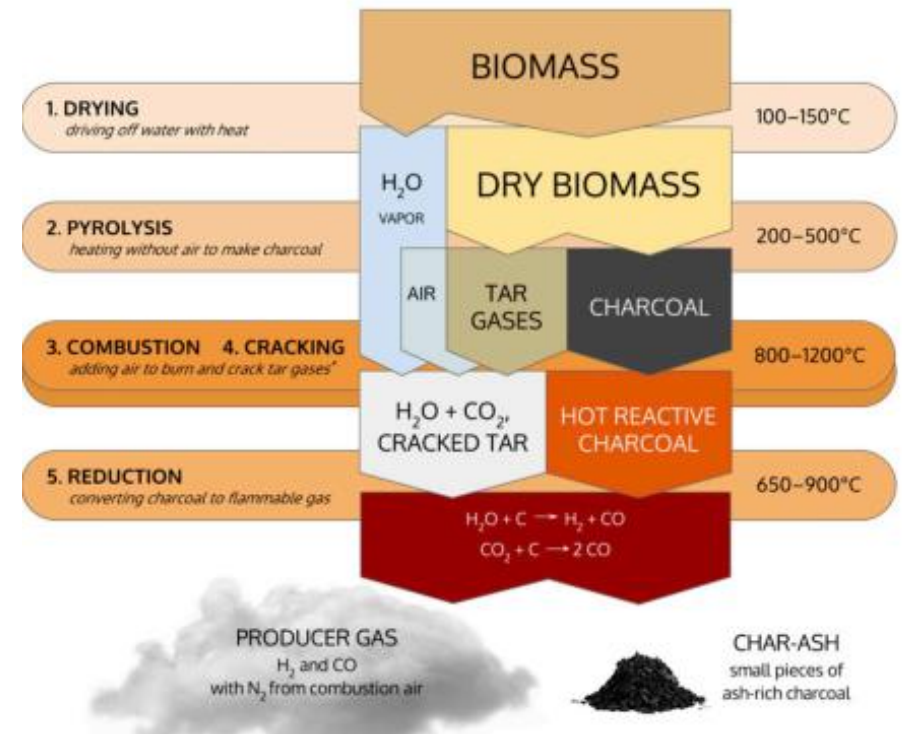 BIOMASS
1. DRYING
driving off water with heat
100–150°C
H₂O
VAPOR
DRY BIOMASS
2. PYROLYSIS
heating without air to make charcoal
200–500°C
AIR
TAR
GASES
CHARCOAL
3. COMBUSTION 4. CRACKING
adding air to burn and crack tar gases*
800–1200°C
H₂O + CO₂,
CRACKED TAR
HOT REACTIVE
CHARCOAL
5. REDUCTION
converting charcoal to flammable gas
650–900°C
H₂O + C → H₂ + CO
CO₂ + C → 2 CO
PRODUCER GAS
H₂ and CO
with N₂ from combustion air
CHAR-ASH
small pieces of
ash-rich charcoal